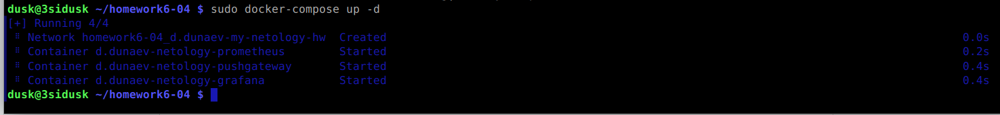 dusk@3sidusk ~/homework6-04 $ sudo docker-compose up -d
[+] Running 4/4
⠿ Network homework6-04_d.dunaev-my-netology-hw Created 0.0s
⠿ Container d.dunaev-netology-prometheus Started 0.2s
⠿ Container d.dunaev-netology-pushgateway Started 0.4s
⠿ Container d.dunaev-netology-grafana Started 0.4s
dusk@3sidusk ~/homework6-04 $